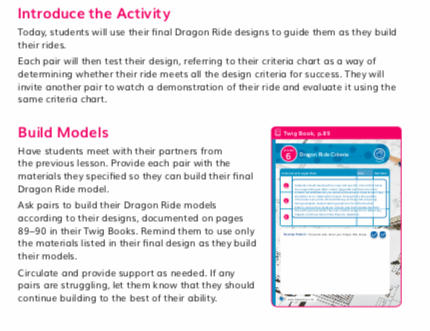 Introduce the Activity
Today, students will use their final Dragon Ride designs to guide them as they build
their rides.
Each pair will then test their design, referring to their criteria chart as a way of
determining whether their ride meets all the design criteria for success. They will
invite another pair to watch a demonstration of their ride and evaluate it using the
same criteria chart.
Build Models
Have students meet with their partners from
the previous lesson. Provide each pair with the
materials they specified so they can build their final
Dragon Ride model.
Ask pairs to build their Dragon Ride models
according to their designs, documented on pages
89–90 in their Twig Books. Remind them to use only
the materials listed in their final design as they build
their models.
Circulate and provide support as needed. If any
pairs are struggling, let them know that they should
continue building to the best of their ability.
Twig Book, p.89
6
Dragon Ride Criteria